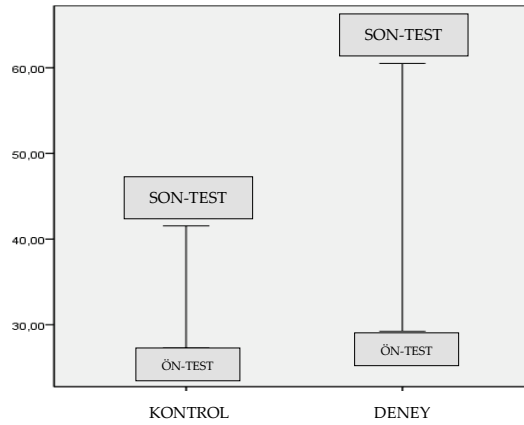 SON-TEST
60,00
50,00
SON-TEST
40,00
30,00
ÖN-TEST
ÖN-TEST
KONTROL
DENEY